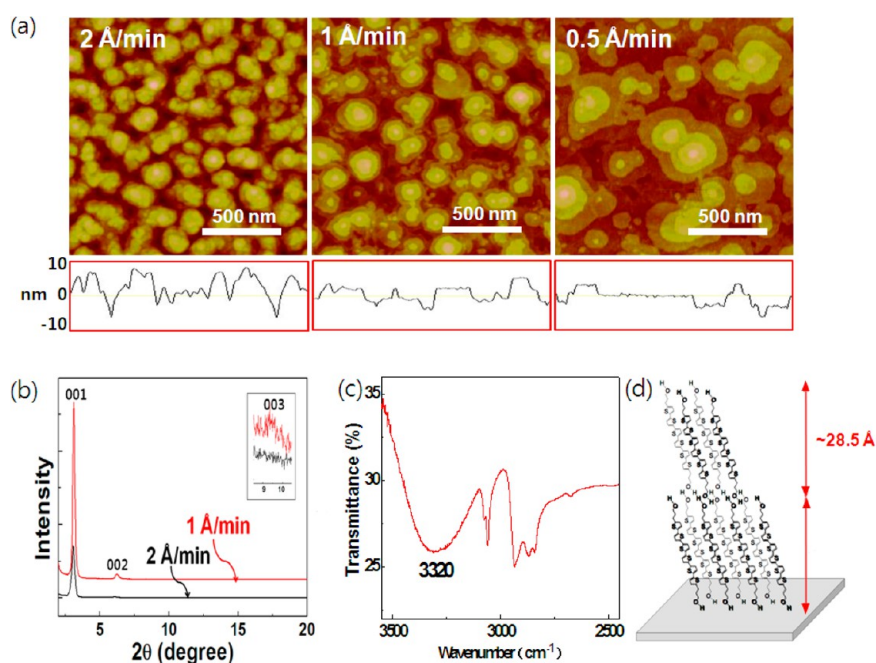 (a)
2 Å/min
1 Å/min
0.5 Å/min
500 nm
500 nm
500 nm
10
nm 0
-10
(b)
001
002
003
9 10
1 Å/min
2 Å/min
Intensity
5 10 15 20
2θ (degree)
(c)
35
30
25
Transmittance (%)
3320
3500 3000 2500
Wavenumber (cm⁻¹)
(d)
~28.5 Å